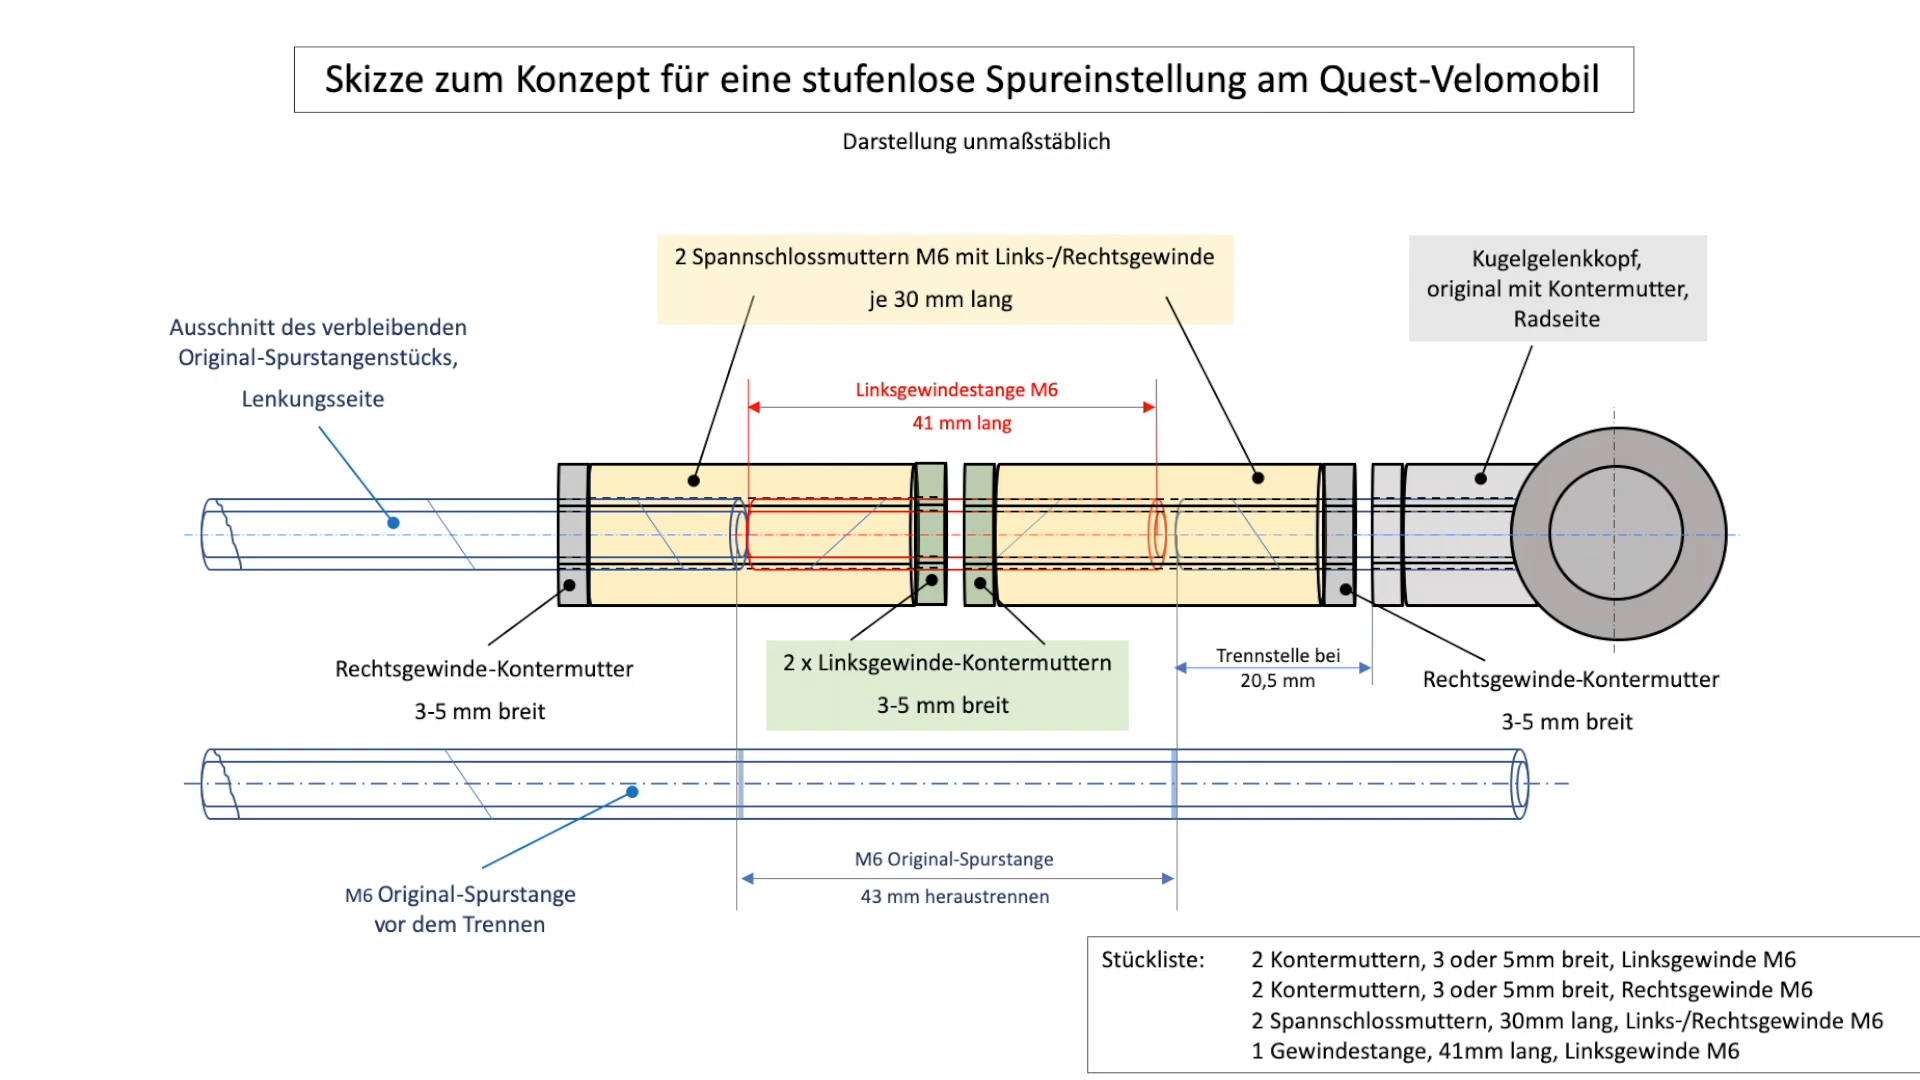 Skizze zum Konzept für eine stufenlose Spureinstellung am Quest-Velomobil
Darstellung unmaßstäblich
2 Spannschlossmuttern M6 mit Links-/Rechtsgewinde
je 30 mm lang
Kugelgelenkkopf,
original mit Kontermutter,
Radseite
Ausschnitt des verbleibenden
Original-Spurstangenstücks,
Lenkungsseite
Linksgewindestange M6
41 mm lang
Rechtsgewinde-Kontermutter
3-5 mm breit
2 x Linksgewinde-Kontermuttern
3-5 mm breit
Trennstelle bei
20,5 mm
Rechtsgewinde-Kontermutter
3-5 mm breit
M6 Original-Spurstange
vor dem Trennen
M6 Original-Spurstange
43 mm heraustrennen
Stückliste: 2 Kontermuttern, 3 oder 5mm breit, Linksgewinde M6
2 Kontermuttern, 3 oder 5mm breit, Rechtsgewinde M6
2 Spannschlossmuttern, 30mm lang, Links-/Rechtsgewinde M6
1 Gewindestange, 41mm lang, Linksgewinde M6